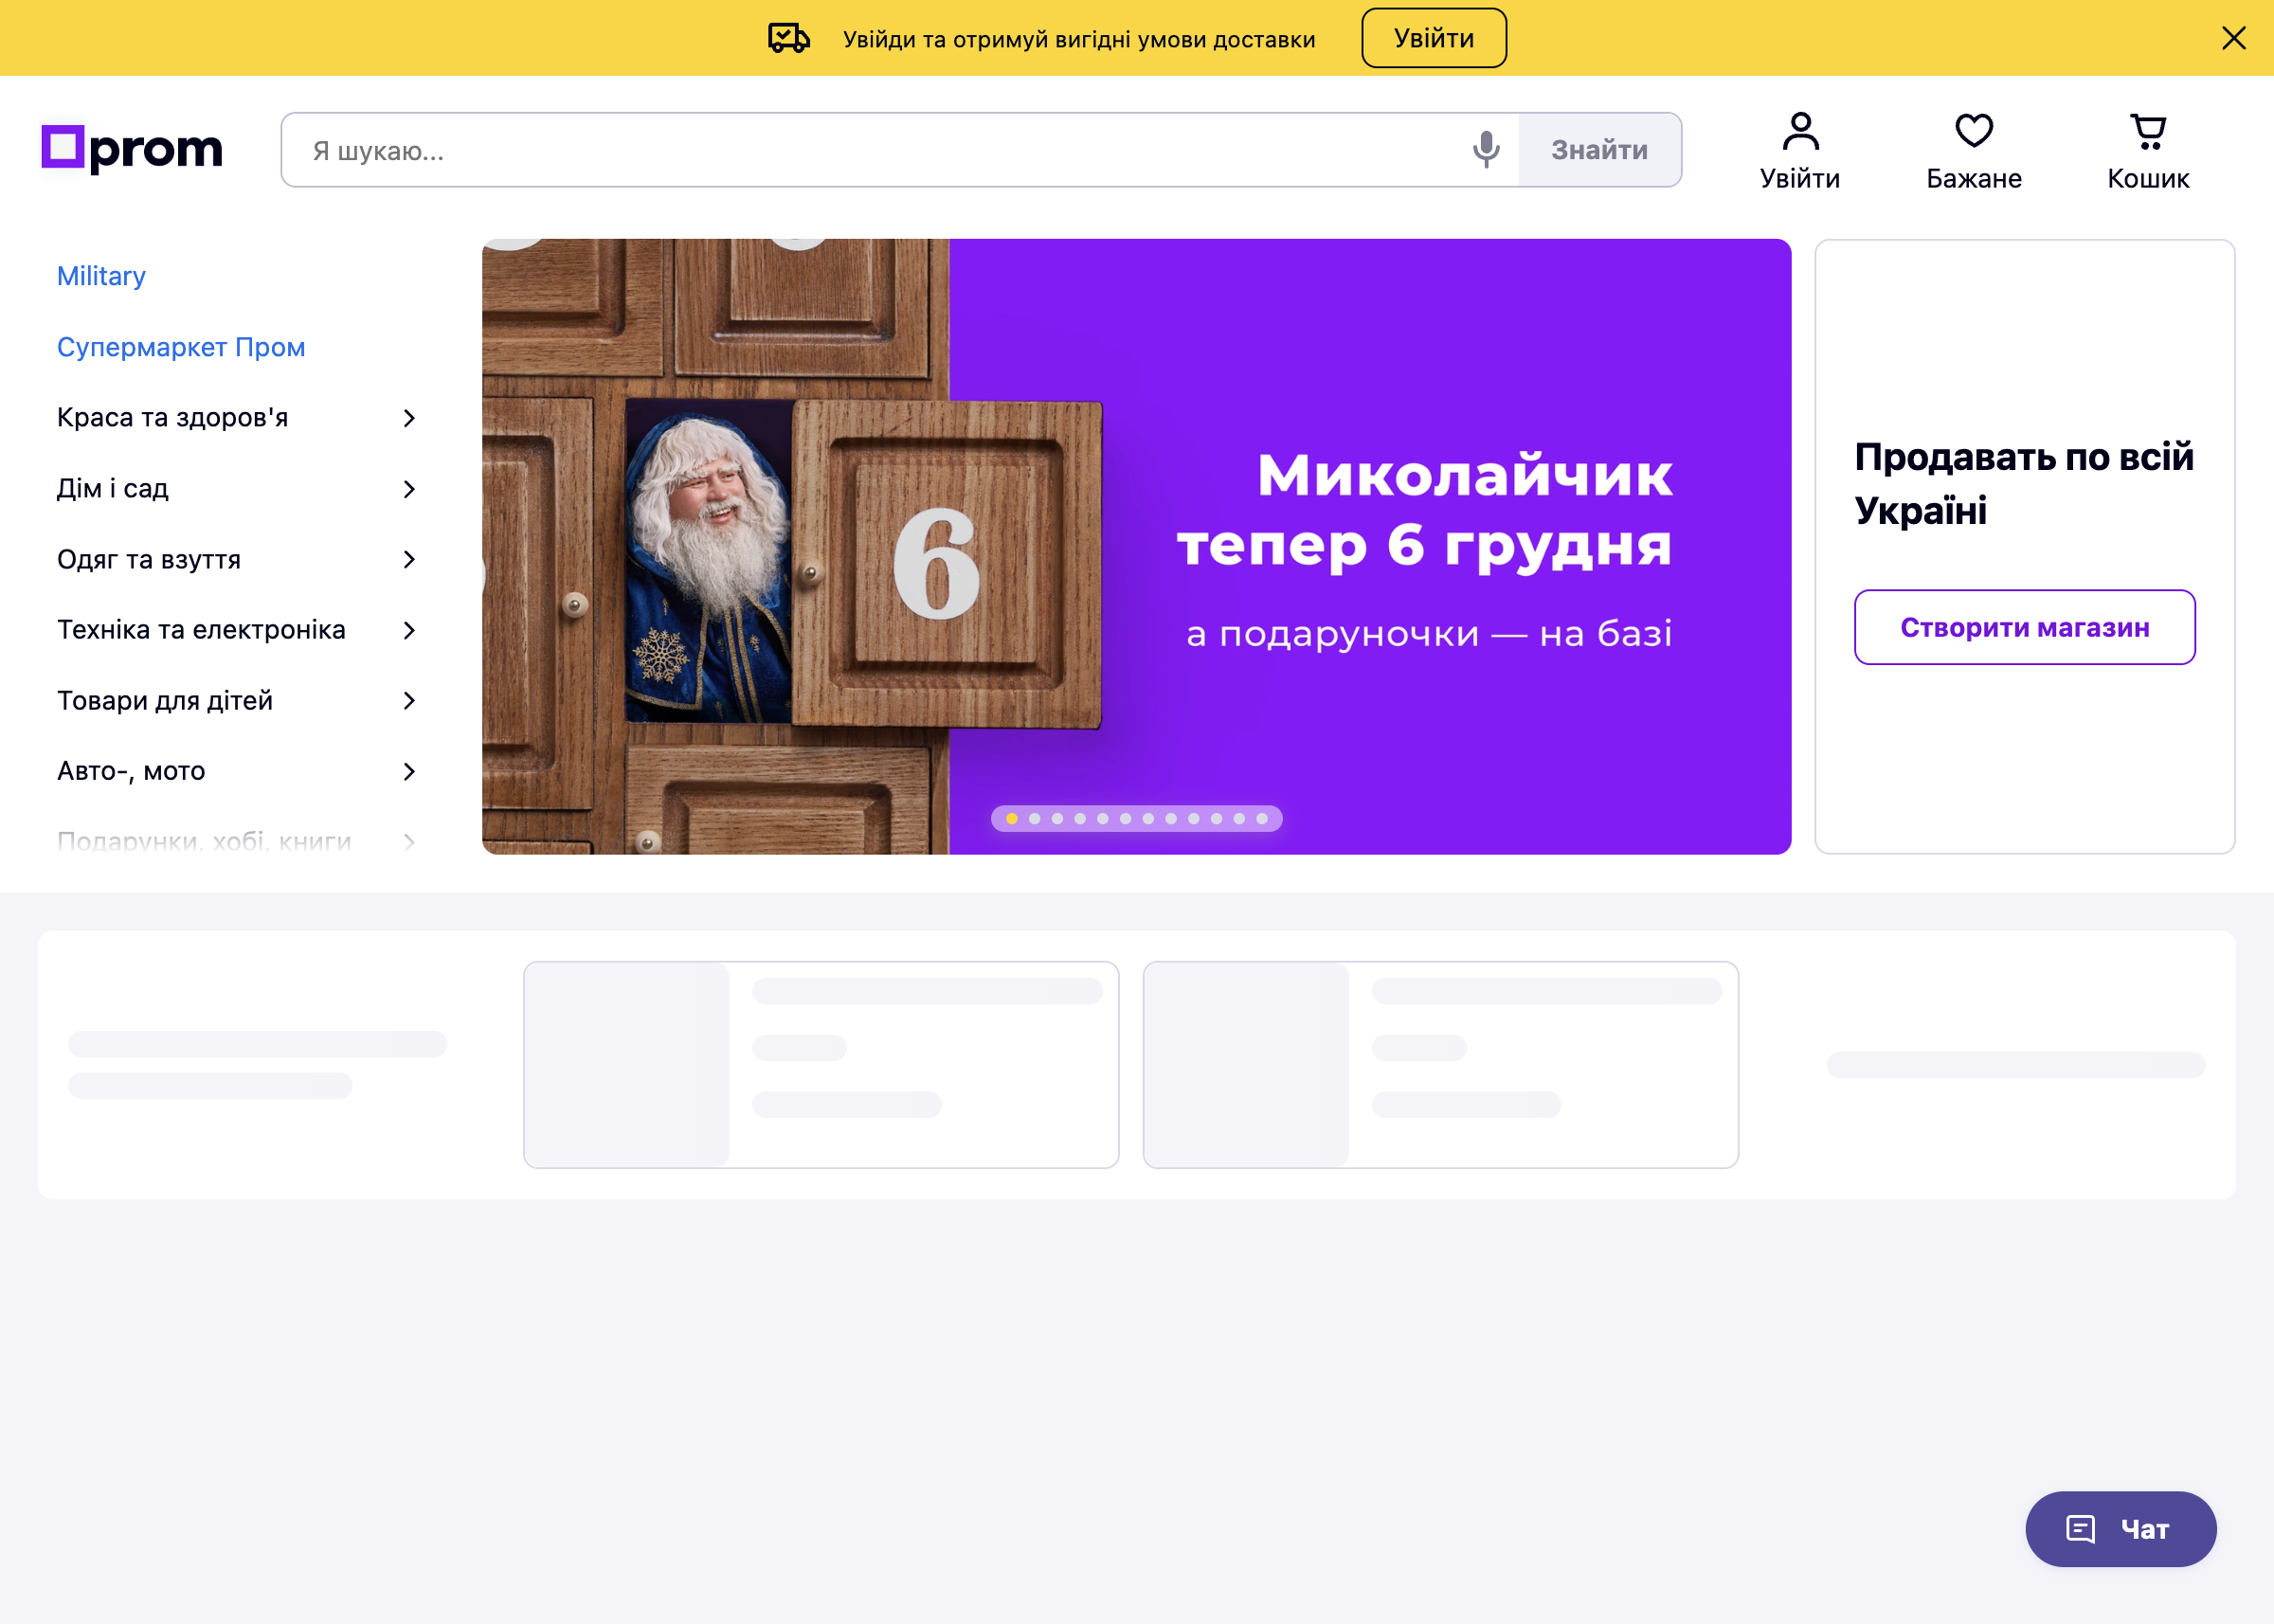 Увійди та отримуй вигідні умови доставки
Увійти
prom
Я шукаю...
Знайти
Увійти
Бажане
Кошик
Military
Супермаркет Пром
Краса та здоров'я
Дім і сад
Одяг та взуття
Техніка та електроніка
Товари для дітей
Авто-, мото
Подарунки, хобі, книги
6
Миколайчик
тепер 6 грудня
а подаруночки — на базі
Продавать по всій
Україні
Створити магазин
Чат